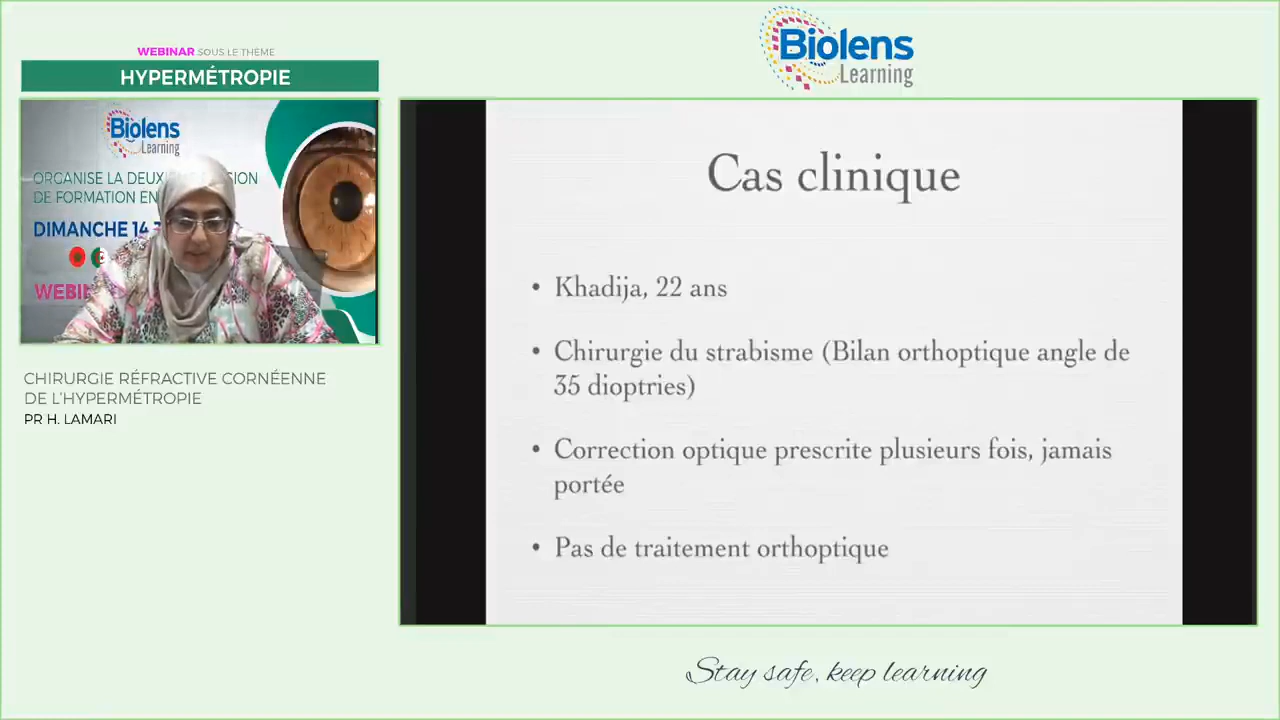 WEBINAR SOUS LE THÈME
HYPERMÉTROPIE
Biolens
Learning
ORGANISE LA DEUX
SION
DE FORMATION EN
DIMANCHE 14
WEBI
CHIRURGIE RÉFRACTIVE CORNÉENNE
DE L'HYPERMÉTROPIE
PR H. LAMARI
Biolens
Learning
Cas clinique
• Khadija, 22 ans
• Chirurgie du strabisme (Bilan orthoptique angle de
35 dioptries)
• Correction optique prescrite plusieurs fois, jamais
portée
• Pas de traitement orthoptique
Stay safe, keep learning